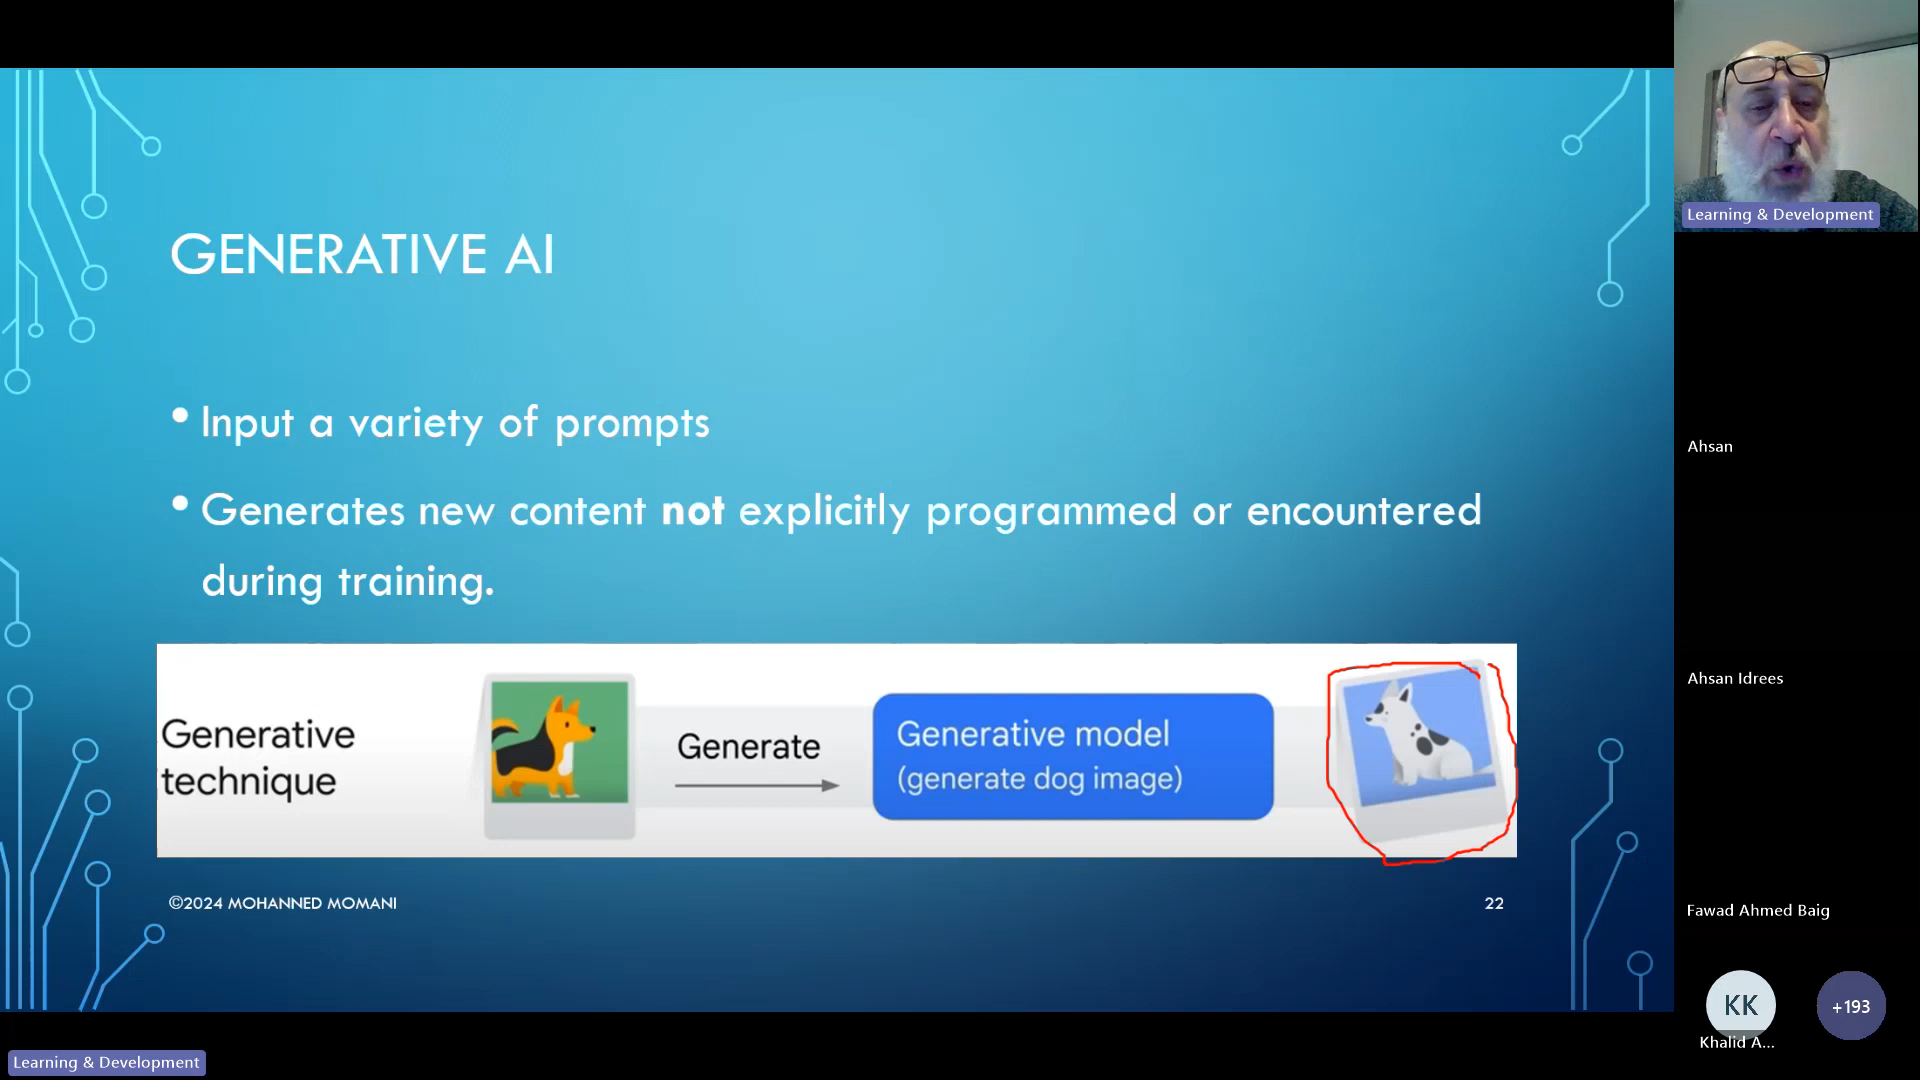 GENERATIVE AI
• Input a variety of prompts
• Generates new content not explicitly programmed or encountered
during training.
Generative
technique
Generate
Generative model
(generate dog image)
©2024 MOHANNED MOMANI
22
Learning & Development
Learning & Development
Ahsan
Ahsan Idrees
Fawad Ahmed Baig
KK
+193
Khalid A...